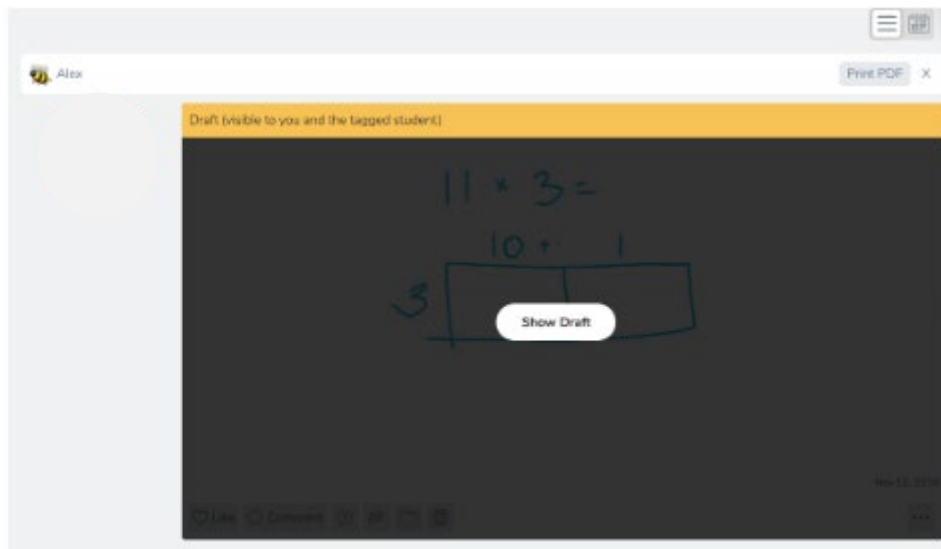 Alex
Print PDF X
Draft (visible to you and the tagged student)
11 × 3 =
10 + 1
3
Show Draft
Like Comment